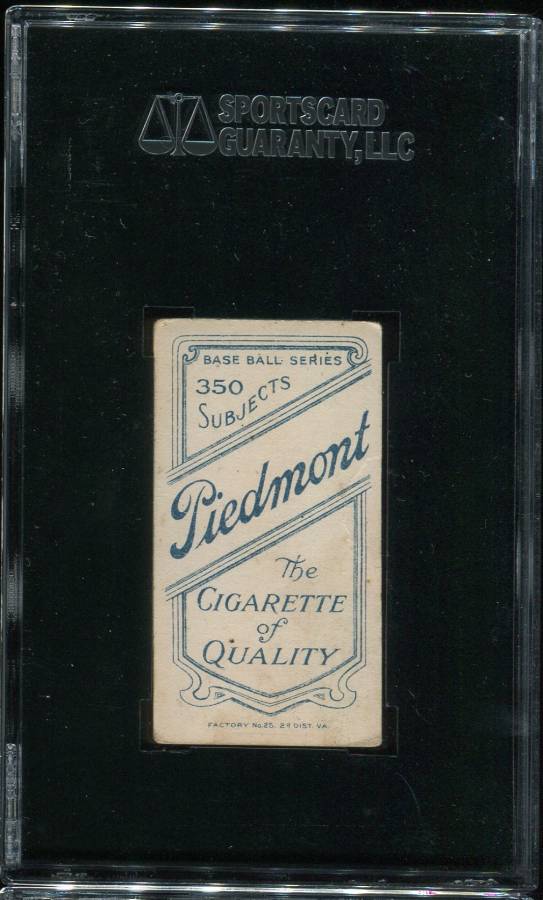 SPORTSCARD
GUARANTY, LLC
BASE BALL SERIES
350
SUBJECTS
Piedmont
The
CIGARETTE
of
QUALITY
FACTORY No. 25. 2D DIST. VA.